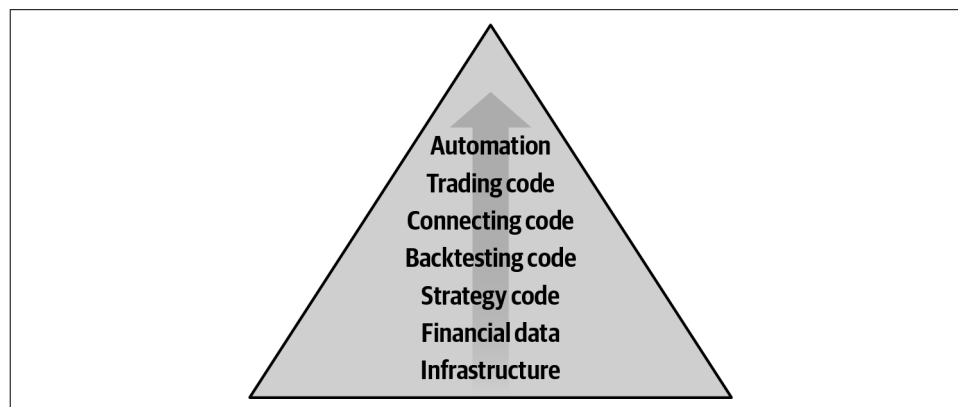 Automation
Trading code
Connecting code
Backtesting code
Strategy code
Financial data
Infrastructure